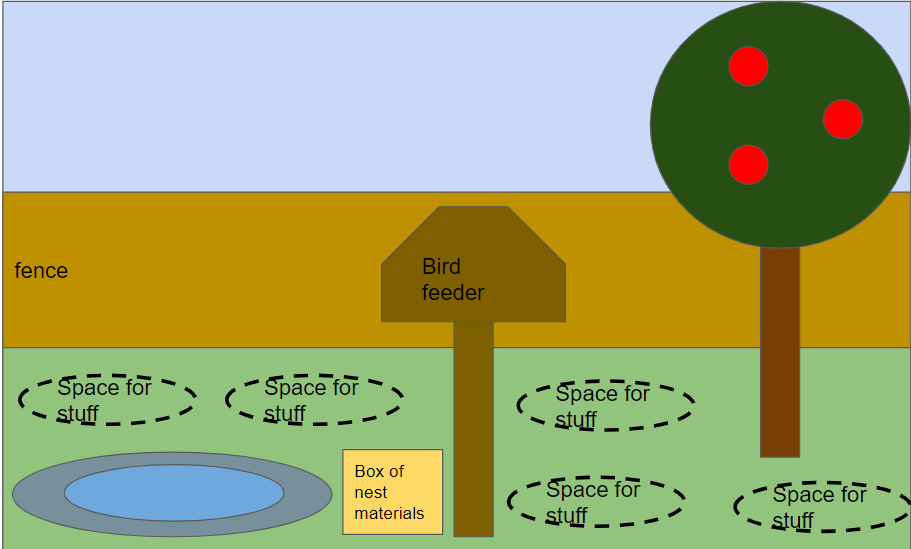 fence
Bird
feeder
Space for
stuff
Space for
stuff
Space for
stuff
Box of
nest
materials
Space for
stuff
Space for
stuff